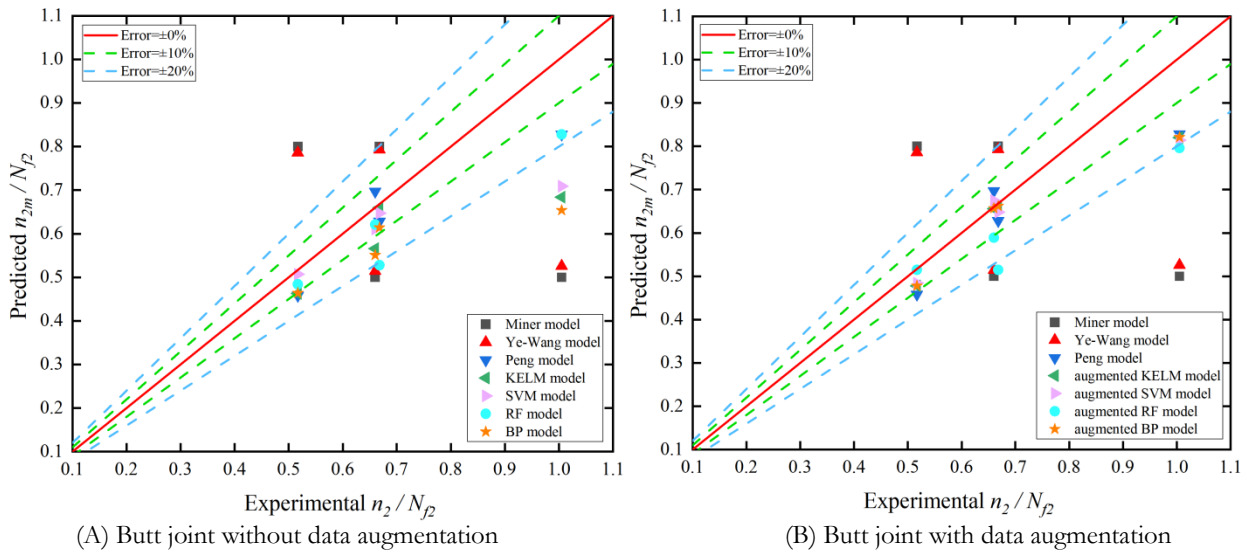 Error=±0%
Error=±10%
Error=±20%
1.1
1.0
0.9
0.8
0.7
0.6
0.5
0.4
0.3
0.2
0.1
Predicted n2m / Nf2
Miner model
Ye-Wang model
Peng model
KELM model
SVM model
RF model
BP model
0.1 0.2 0.3 0.4 0.5 0.6 0.7 0.8 0.9 1.0 1.1
Experimental n2 / Nf2
(A) Butt joint without data augmentation
Error=±0%
Error=±10%
Error=±20%
1.1
1.0
0.9
0.8
0.7
0.6
0.5
0.4
0.3
0.2
0.1
Predicted n2m / Nf2
Miner model
Ye-Wang model
Peng model
augmented KELM model
augmented SVM model
augmented RF model
augmented BP model
0.1 0.2 0.3 0.4 0.5 0.6 0.7 0.8 0.9 1.0 1.1
Experimental n2 / Nf2
(B) Butt joint with data augmentation